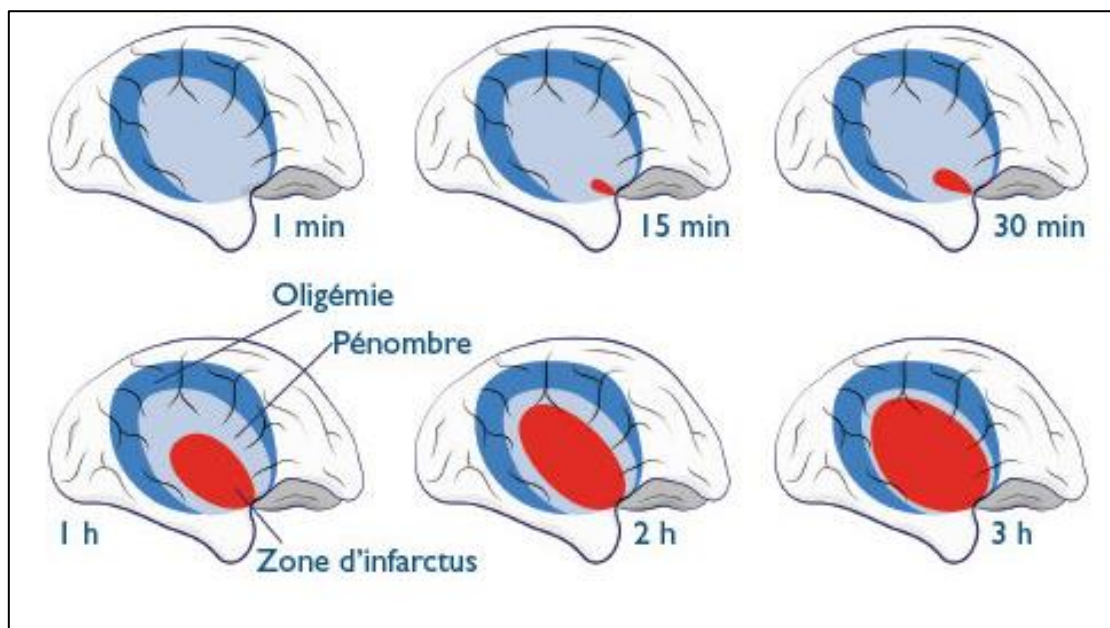 1 min
15 min
30 min
Oligémie
Pénombre
1 h
2 h
3 h
Zone d'infarctus